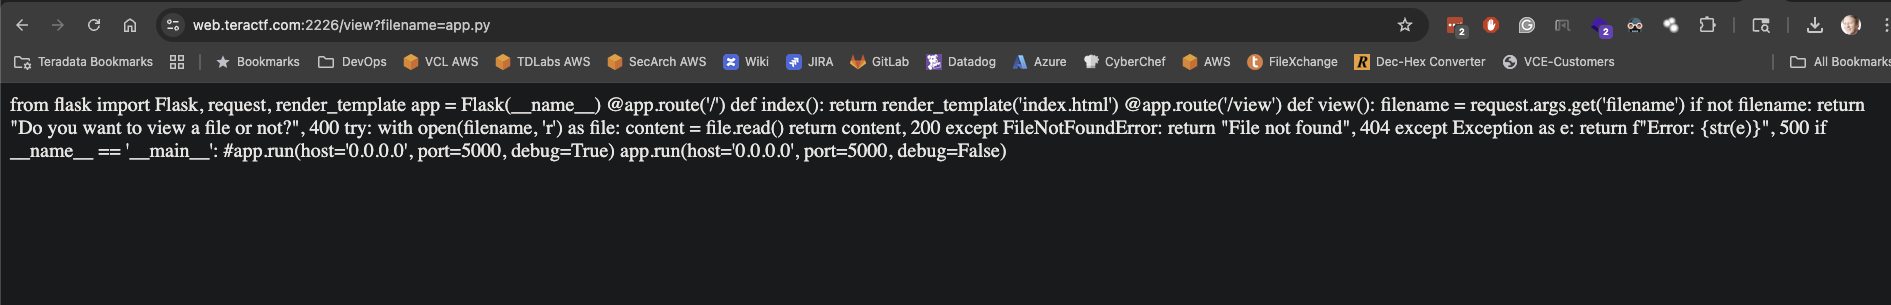 web.teractf.com:2226/view?filename=app.py
2
2
Teradata Bookmarks Bookmarks DevOps VCL AWS TDLabs AWS SecArch AWS Wiki JIRA GitLab Datadog Azure CyberChef AWS FileXchange Dec-Hex Converter VCE-Customers All Bookmarks
from flask import Flask, request, render_template app = Flask(__name__) @app.route('/') def index(): return render_template('index.html') @app.route('/view') def view(): filename = request.args.get('filename') if not filename: return
"Do you want to view a file or not?", 400 try: with open(filename, 'r') as file: content = file.read() return content, 200 except FileNotFoundError: return "File not found", 404 except Exception as e: return f"Error: {str(e)}", 500 if
__name__ == '__main__': #app.run(host='0.0.0.0', port=5000, debug=True) app.run(host='0.0.0.0', port=5000, debug=False)